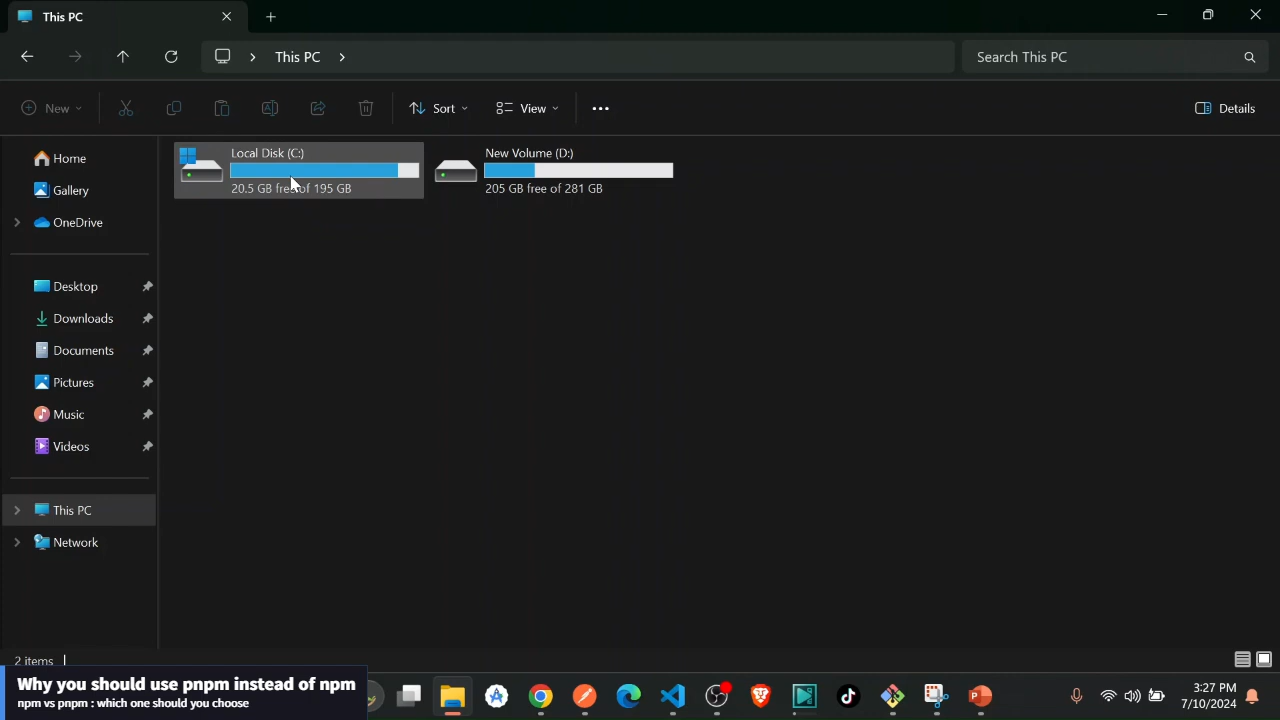 This PC
This PC
Search This PC
New
Sort
View
Details
Home
Gallery
OneDrive
Desktop
Downloads
Documents
Pictures
Music
Videos
This PC
Network
Local Disk (C:)
20.5 GB free of 195 GB
New Volume (D:)
205 GB free of 281 GB
2 items
Why you should use pnpm instead of npm
npm vs pnpm : which one should you chose
3:27 PM
7/10/2024